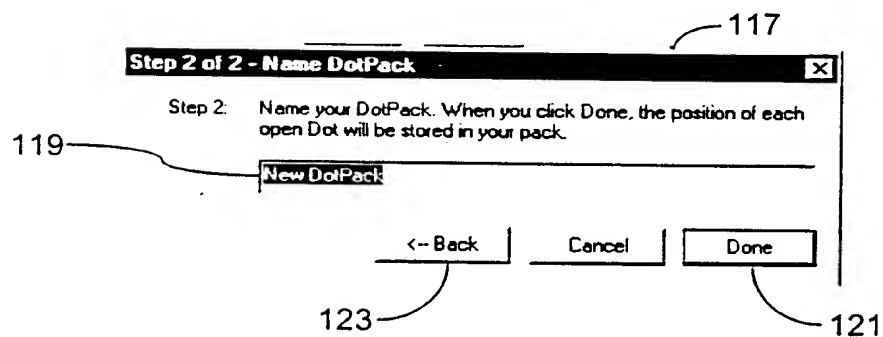 117
Step 2 of 2 - Name DotPack
Step 2: Name your DotPack. When you click Done, the position of each
open Dot will be stored in your pack.
119
New DotPack
<-- Back Cancel Done
123
121